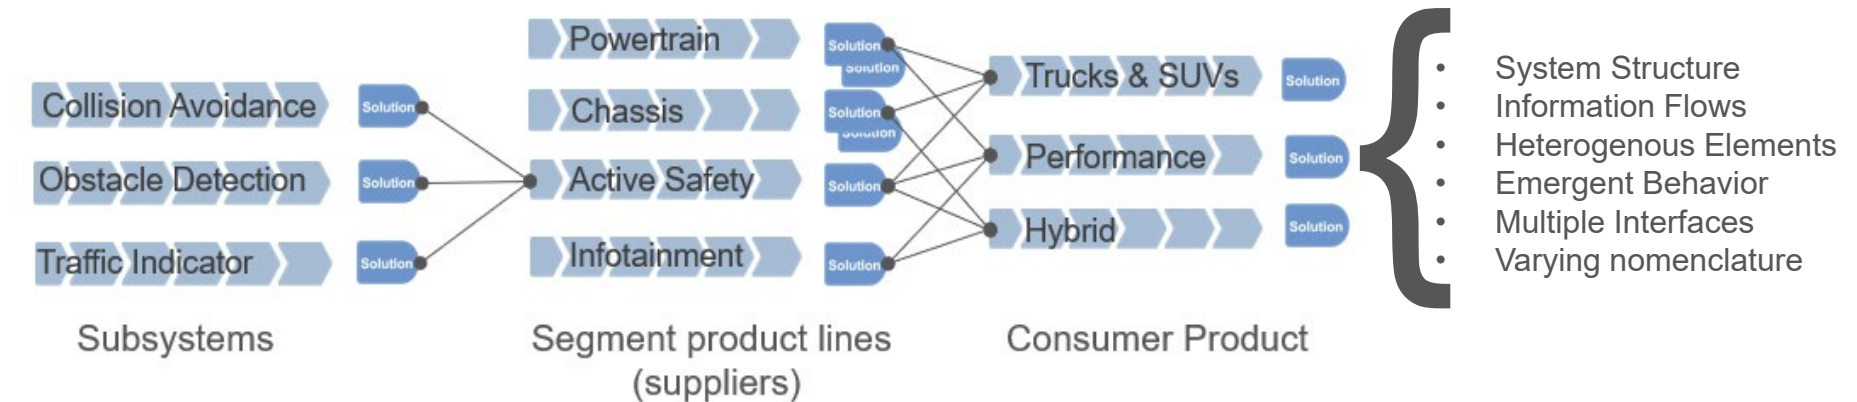 Collision Avoidance
Solution
Obstacle Detection
Solution
Traffic Indicator
Solution
Subsystems
Powertrain
Solution
Solution
Chassis
Solution
Solution
Active Safety
Solution
Infotainment
Solution
Segment product lines
(suppliers)
Trucks & SUVs
Solution
Performance
Solution
Hybrid
Solution
Consumer Product
{
• System Structure
• Information Flows
• Heterogenous Elements
• Emergent Behavior
• Multiple Interfaces
• Varying nomenclature